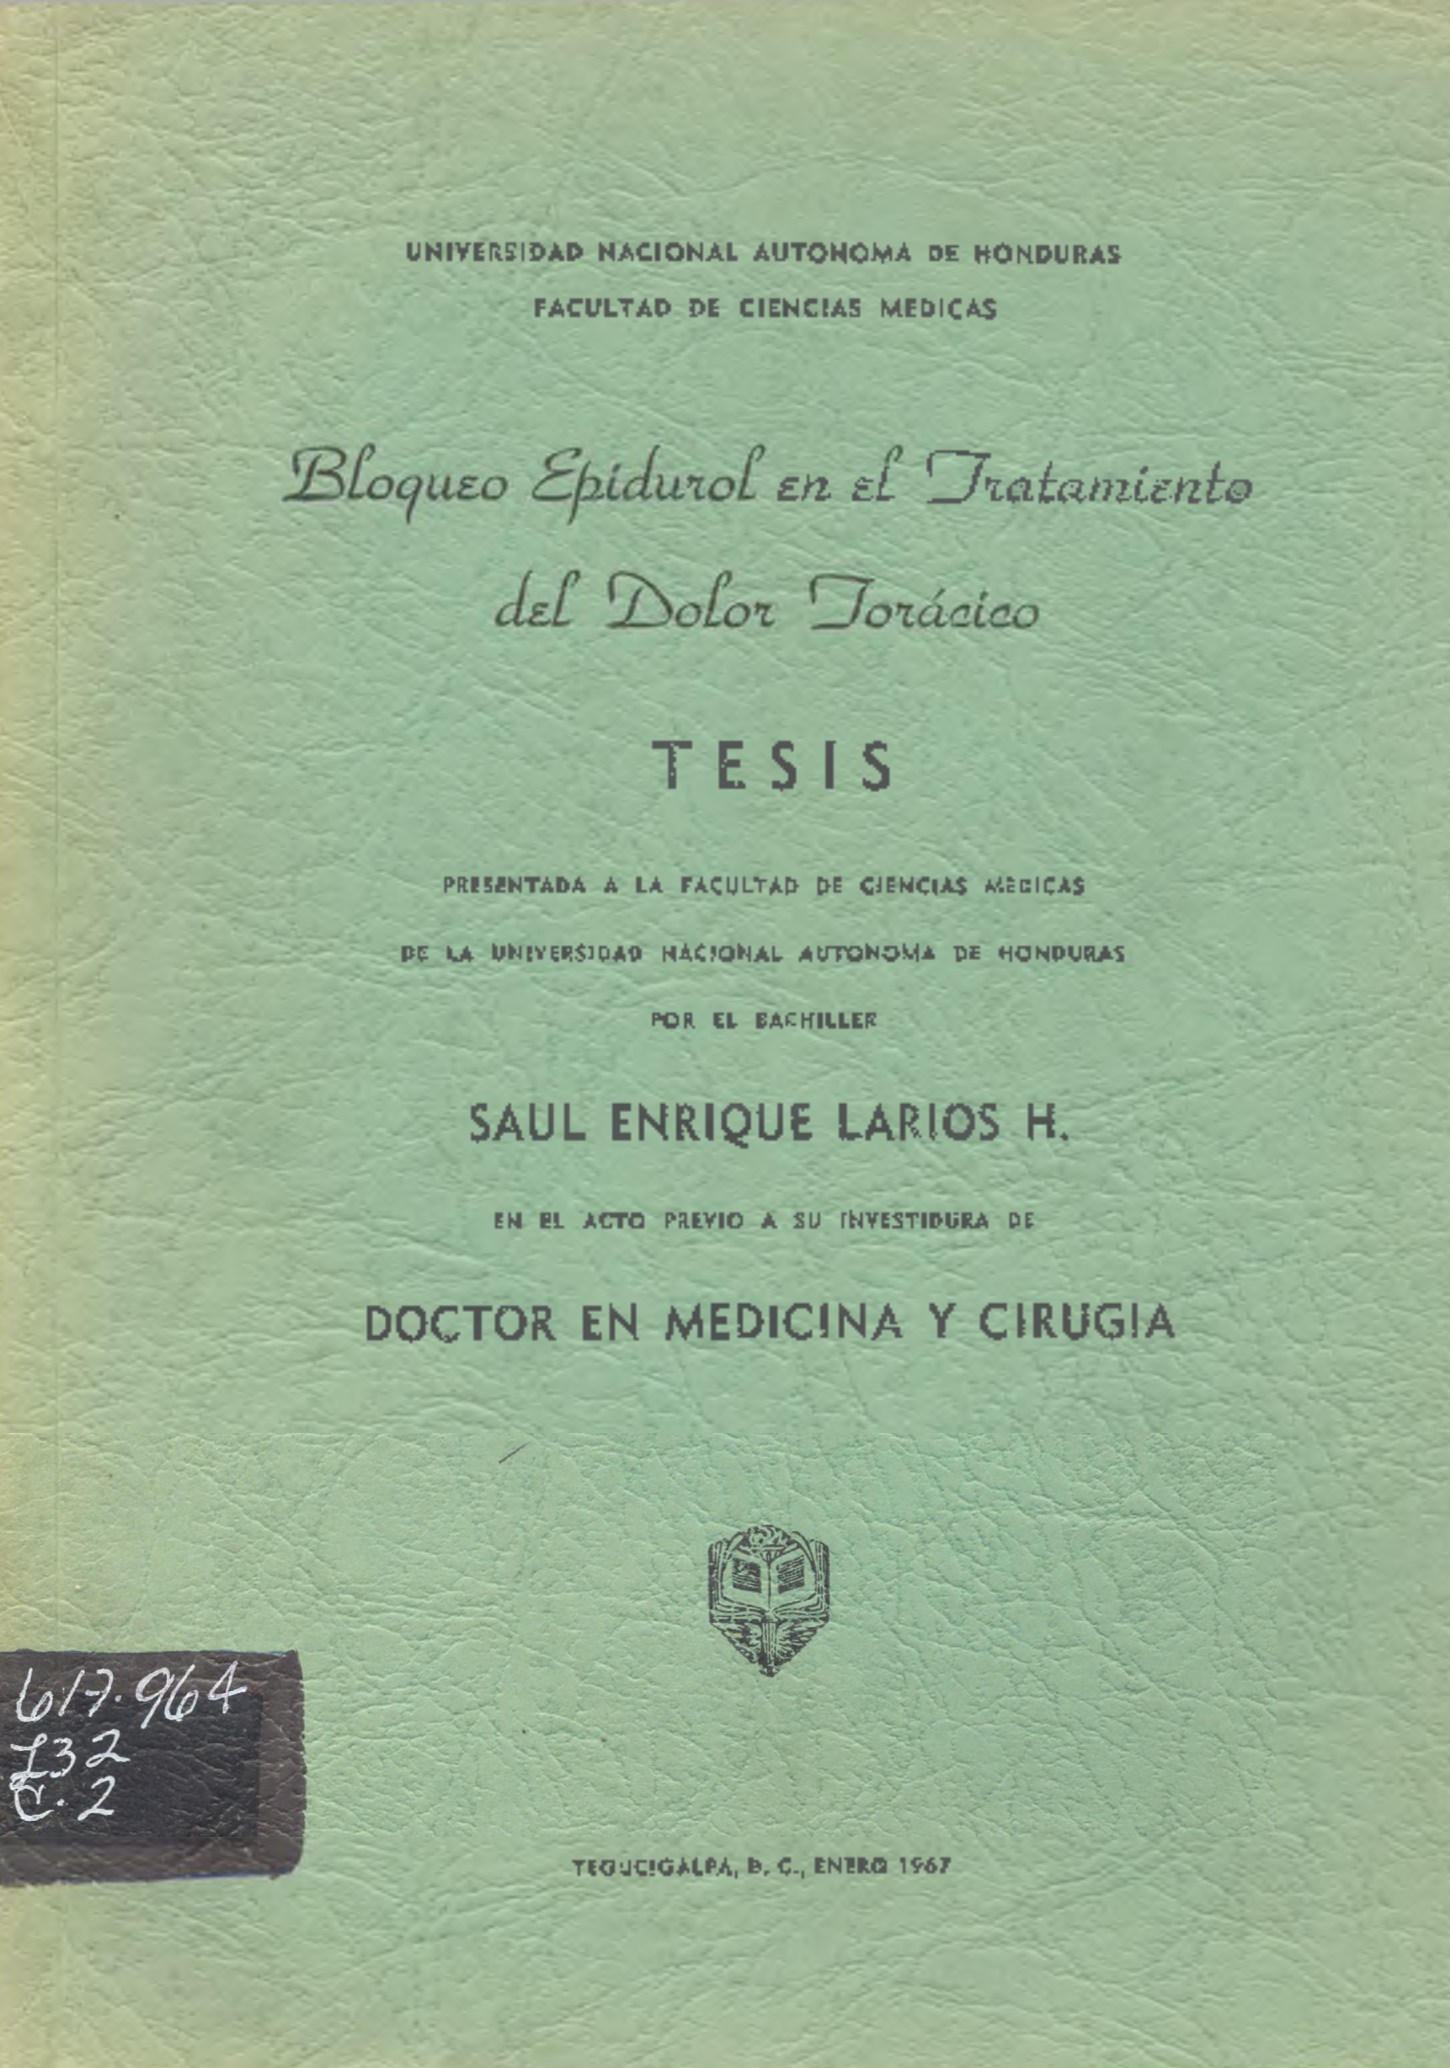 UNIVERSIDAD NACIONAL AUTONOMA DE HONDURAS
FACULTAD DE CIENCIAS MEDICAS
Bloqueo Epidurol en el Tratamiento
del Dolor Torácico
TESIS
PRESENTADA A LA FACULTAD DE CIENCIAS MEDICAS
DE LA UNIVERSIDAD NACIONAL AUTONOMA DE HONDURAS
POR EL BACHILLER
SAUL ENRIQUE LARIOS H.
EN EL ACTO PREVIO A SU INVESTIDURA DE
DOCTOR EN MEDICINA Y CIRUGIA
617.964
L32
C.2
TEGUCIGALPA, D. C., ENERO 1967